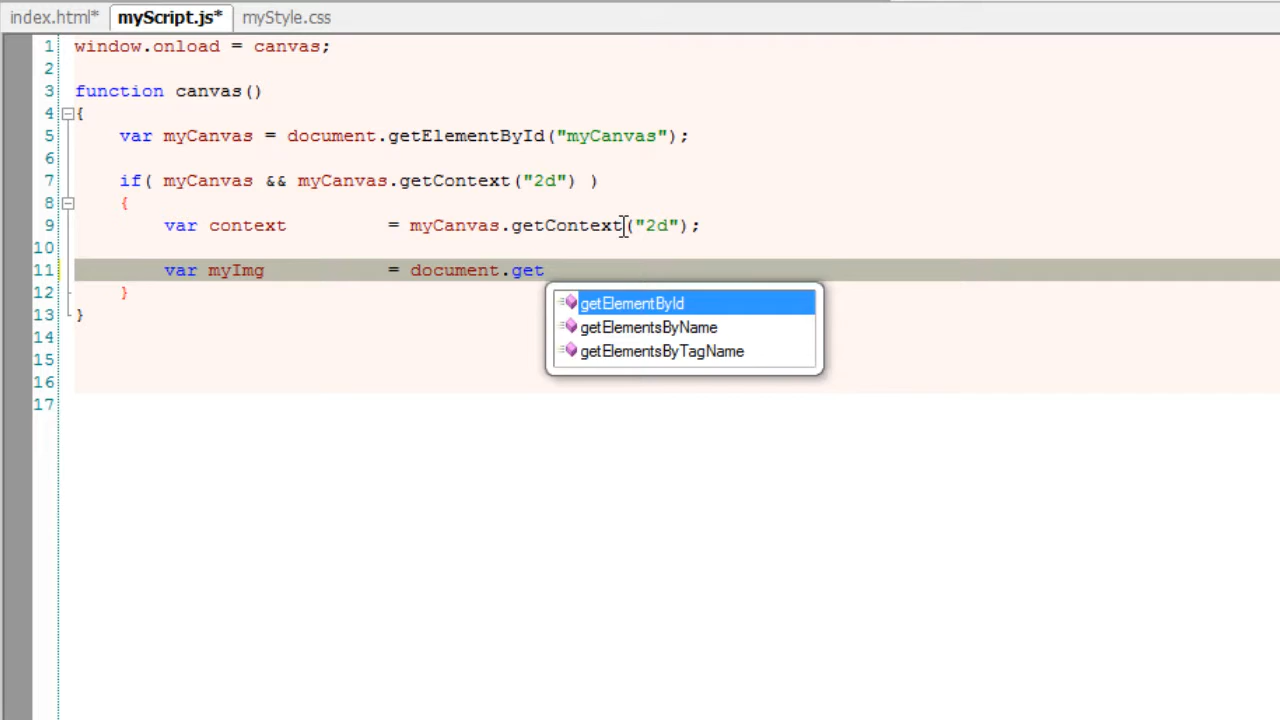 index.html* myScript.js* myStyle.css
1 window.onload = canvas;
2
3 function canvas()
4 {
5 var myCanvas = document.getElementById("myCanvas");
6
7 if( myCanvas && myCanvas.getContext("2d") )
8 {
9 var context = myCanvas.getContext("2d");
10
11 var myImg = document.get
12 }
getElementById
13 }
getElementsByName
14
getElementsByTagName
15
16
17